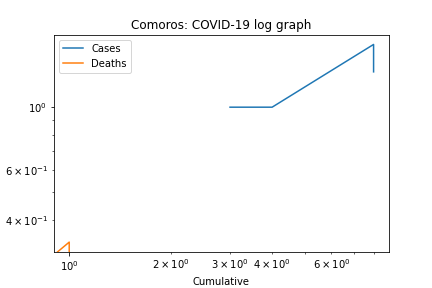 Comoros: COVID-19 log graph
Cases
Deaths
10⁰
6 × 10⁻¹
4 × 10⁻¹
10⁰
2 × 10⁰
3 × 10⁰
4 × 10⁰
6 × 10⁰
Cumulative